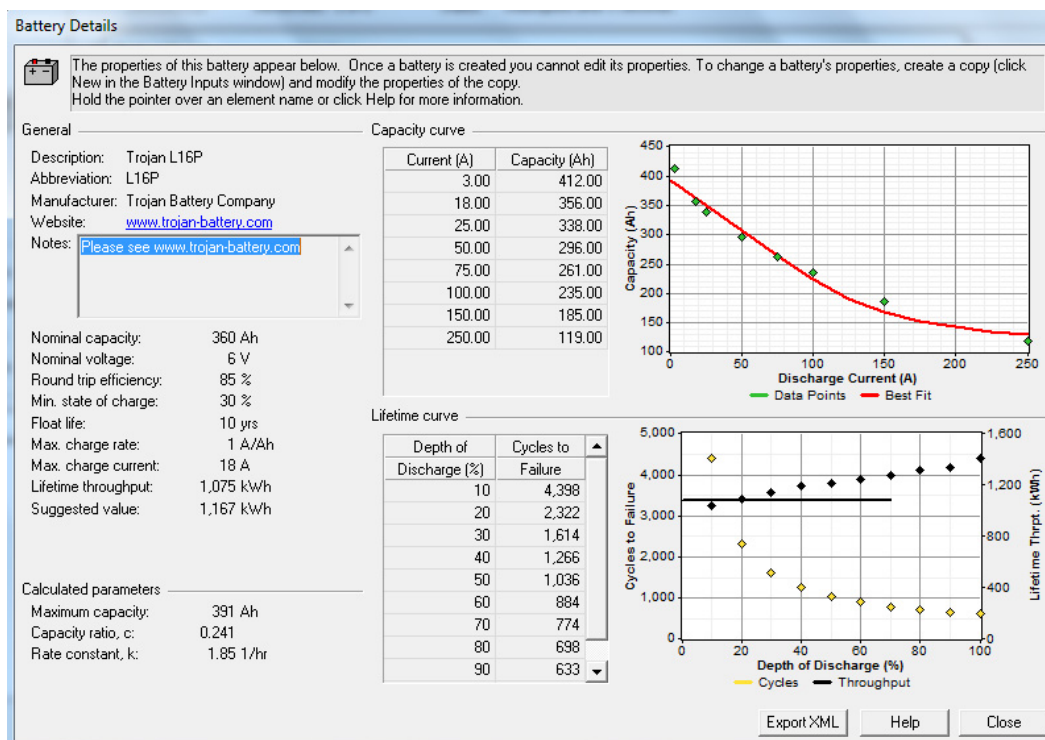 Battery Details
The properties of this battery appear below. Once a battery is created you cannot edit its properties. To change a battery's properties, create a copy (click
New in the Battery Inputs window) and modify the properties of the copy.
Hold the pointer over an element name or click Help for more information.
General
Description: Trojan L16P
Abbreviation: L16P
Manufacturer: Trojan Battery Company
Website: www.trojan-battery.com
Notes: Please see www.trojan-battery.com
Nominal capacity: 360 Ah
Nominal voltage: 6 V
Round trip efficiency: 85 %
Min. state of charge: 30 %
Float life: 10 yrs
Max. charge rate: 1 A/Ah
Max. charge current: 18 A
Lifetime throughput: 1,075 kWh
Suggested value: 1,167 kWh
Calculated parameters
Maximum capacity: 391 Ah
Capacity ratio, c: 0.241
Rate constant, k: 1.85 1/hr
Capacity curve
Current (A) Capacity (Ah)
3.00 412.00
18.00 356.00
25.00 338.00
50.00 296.00
75.00 261.00
100.00 235.00
150.00 185.00
250.00 119.00
450
400
350
300
250
200
150
100
Capacity (Ah)
0 50 100 150 200 250
Discharge Current (A)
Data Points Best Fit
Lifetime curve
Depth of Cycles to
Discharge (%) Failure
10 4,398
20 2,322
30 1,614
40 1,266
50 1,036
60 884
70 774
80 698
90 633
5,000
4,000
3,000
2,000
1,000
0
Cycles to Failure
1,600
1,200
800
400
0
Lifetime Thrpt. (kWh)
0 20 40 60 80 100
Depth of Discharge (%)
Cycles Throughput
Export XML Help Close